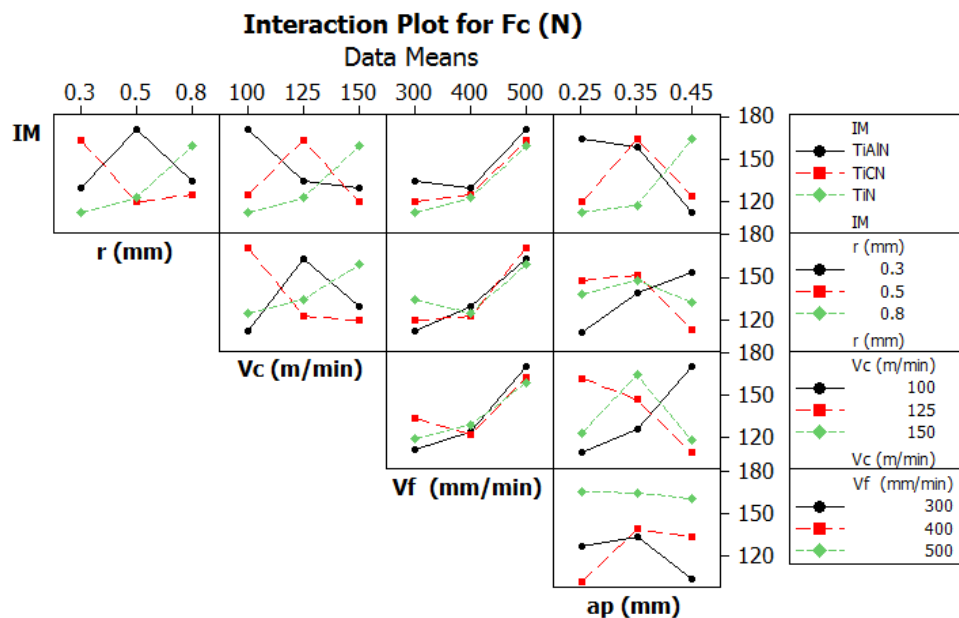 Interaction Plot for Fc (N)
Data Means
0.3 0.5 0.8 100 125 150 300 400 500 0.25 0.35 0.45
IM
180
150
120
IM
TiAlN
TiCN
TiN
r (mm)
180
150
120
IM
r (mm)
0.3
0.5
0.8
Vc (m/min)
180
150
120
r (mm)
Vc (m/min)
100
125
150
Vf (mm/min)
180
150
120
Vc (m/min)
Vf (mm/min)
300
400
500
ap (mm)